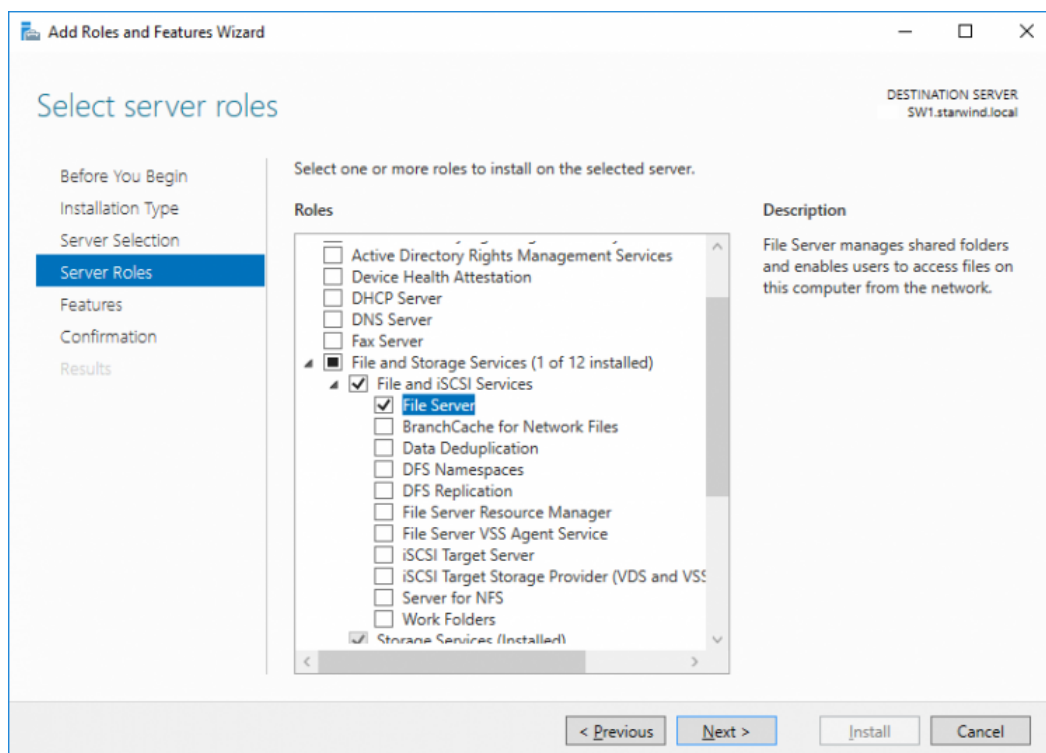 Add Roles and Features Wizard
Select server roles
DESTINATION SERVER
SW1.starwind.local
Before You Begin
Installation Type
Server Selection
Server Roles
Features
Confirmation
Results
Select one or more roles to install on the selected server.
Roles
Active Directory Rights Management Services
Device Health Attestation
DHCP Server
DNS Server
Fax Server
File and Storage Services (1 of 12 installed)
File and iSCSI Services
File Server
BranchCache for Network Files
Data Deduplication
DFS Namespaces
DFS Replication
File Server Resource Manager
File Server VSS Agent Service
iSCSI Target Server
iSCSI Target Storage Provider (VDS and VSS
Server for NFS
Work Folders
Storage Services (Installed)
Description
File Server manages shared folders
and enables users to access files on
this computer from the network.
< Previous
Next >
Install
Cancel